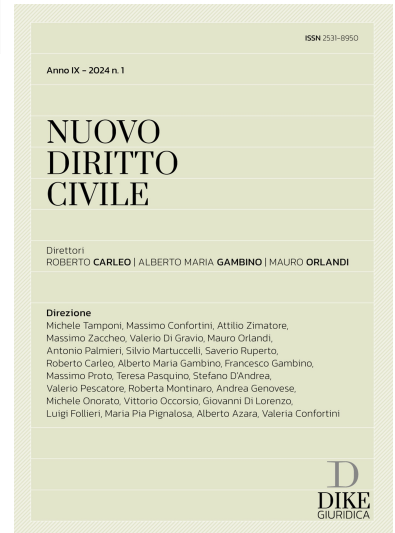 ISSN 2531-8950
Anno IX - 2024 n. 1
NUOVO
DIRITTO
CIVILE
Direttori
ROBERTO CARLEO | ALBERTO MARIA GAMBINO | MAURO ORLANDI
Direzione
Michele Tamponi, Massimo Confortini, Attilio Zimatore,
Massimo Zaccheo, Valerio Di Gravio, Mauro Orlandi,
Antonio Palmieri, Silvio Martuccelli, Saverio Ruperto,
Roberto Carleo, Alberto Maria Gambino, Francesco Gambino,
Massimo Proto, Teresa Pasquino, Stefano D'Andrea,
Valerio Pescatore, Roberta Montinaro, Andrea Genovese,
Michele Onorato, Vittorio Occorsio, Giovanni Di Lorenzo,
Luigi Follieri, Maria Pia Pignalosa, Alberto Azara, Valeria Confortini
D
DIKE
GIURIDICA